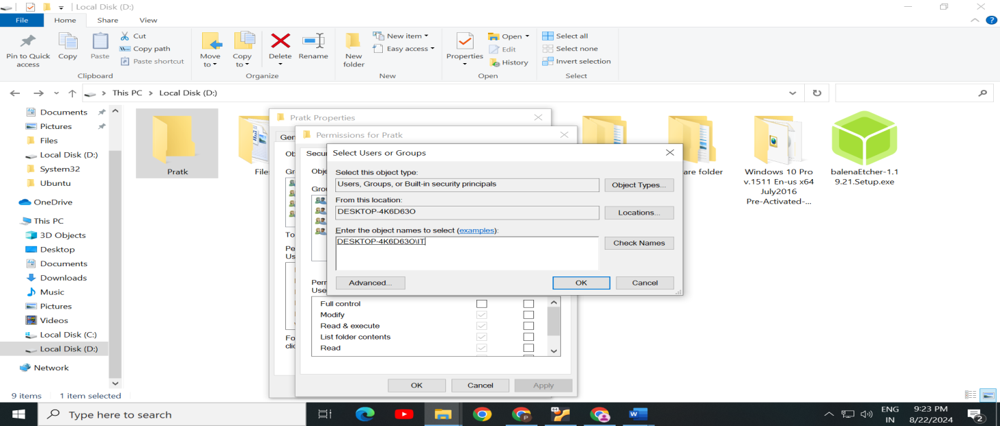 Local Disk (D:)
File Home Share View
Pin to Quick access
Copy
Paste
Cut
Copy path
Paste shortcut
Clipboard
Move to
Copy to
Delete
Rename
Organize
New folder
New item
Easy access
New
Properties
Open
Edit
History
Open
Select all
Select none
Invert selection
Select
This PC > Local Disk (D:)
Documents
Pictures
Files
Local Disk (D:)
System32
Ubuntu
OneDrive
This PC
3D Objects
Desktop
Documents
Downloads
Music
Pictures
Videos
Local Disk (C:)
Local Disk (D:)
Network
Pratk
File
are folder
Windows 10 Pro
v.1511 En-us x64
July2016
Pre-Activated-...
balenaEtcher-1.1
9.21.Setup.exe
Pratk Properties
Gen
Ob
Gr
To
Pe
Us
Fo
clic
Permissions for Pratk
Secur
Obje
Grou
Perr
Use
Select Users or Groups
Select this object type:
Users, Groups, or Built-in security principals
Object Types...
From this location:
DESKTOP-4K6D63O
Locations...
Enter the object names to select (examples):
DESKTOP-4K6D63O\IT
Check Names
Advanced...
OK
Cancel
Full control
Modify
Read & execute
List folder contents
Read
OK
Cancel
Apply
9 items 1 item selected
Type here to search
64
P
W
ENG
IN
9:23 PM
8/22/2024
2